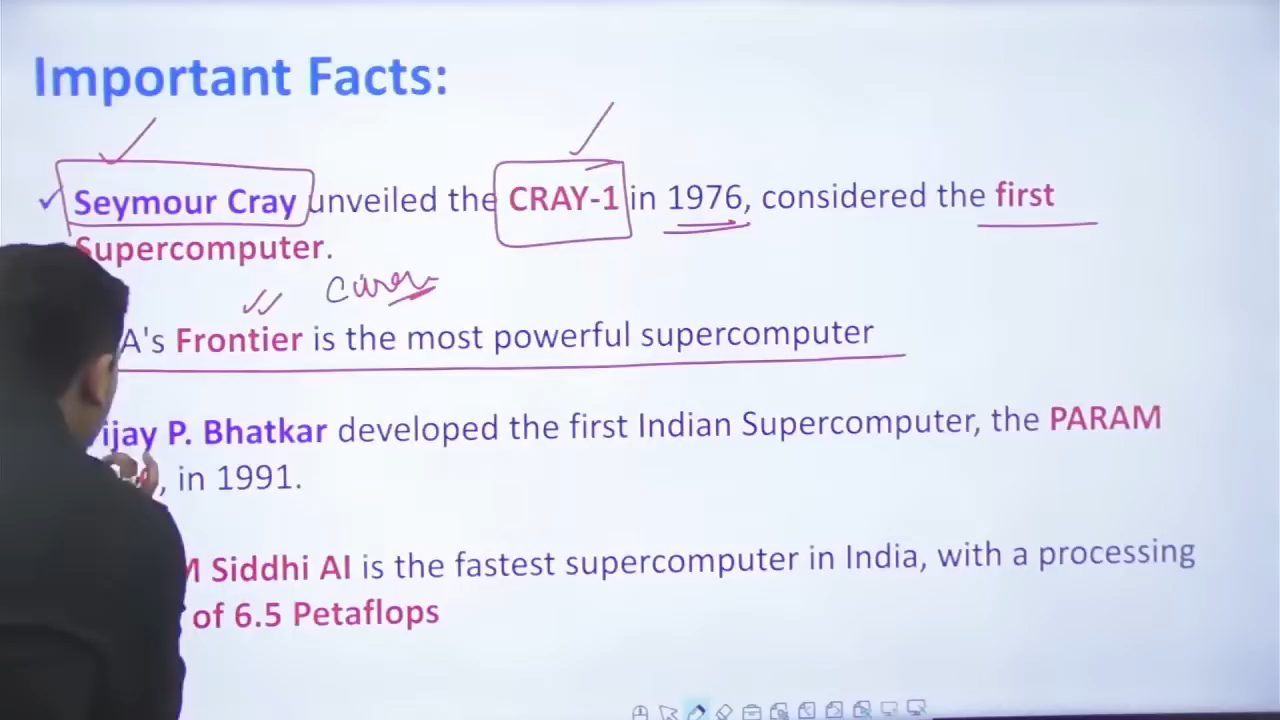 Important Facts:
Seymour Cray unveiled the CRAY-1 in 1976, considered the first
Supercomputer.
A's Frontier is the most powerful supercomputer
ijay P. Bhatkar developed the first Indian Supercomputer, the PARAM
, in 1991.
M Siddhi AI is the fastest supercomputer in India, with a processing
of 6.5 Petaflops